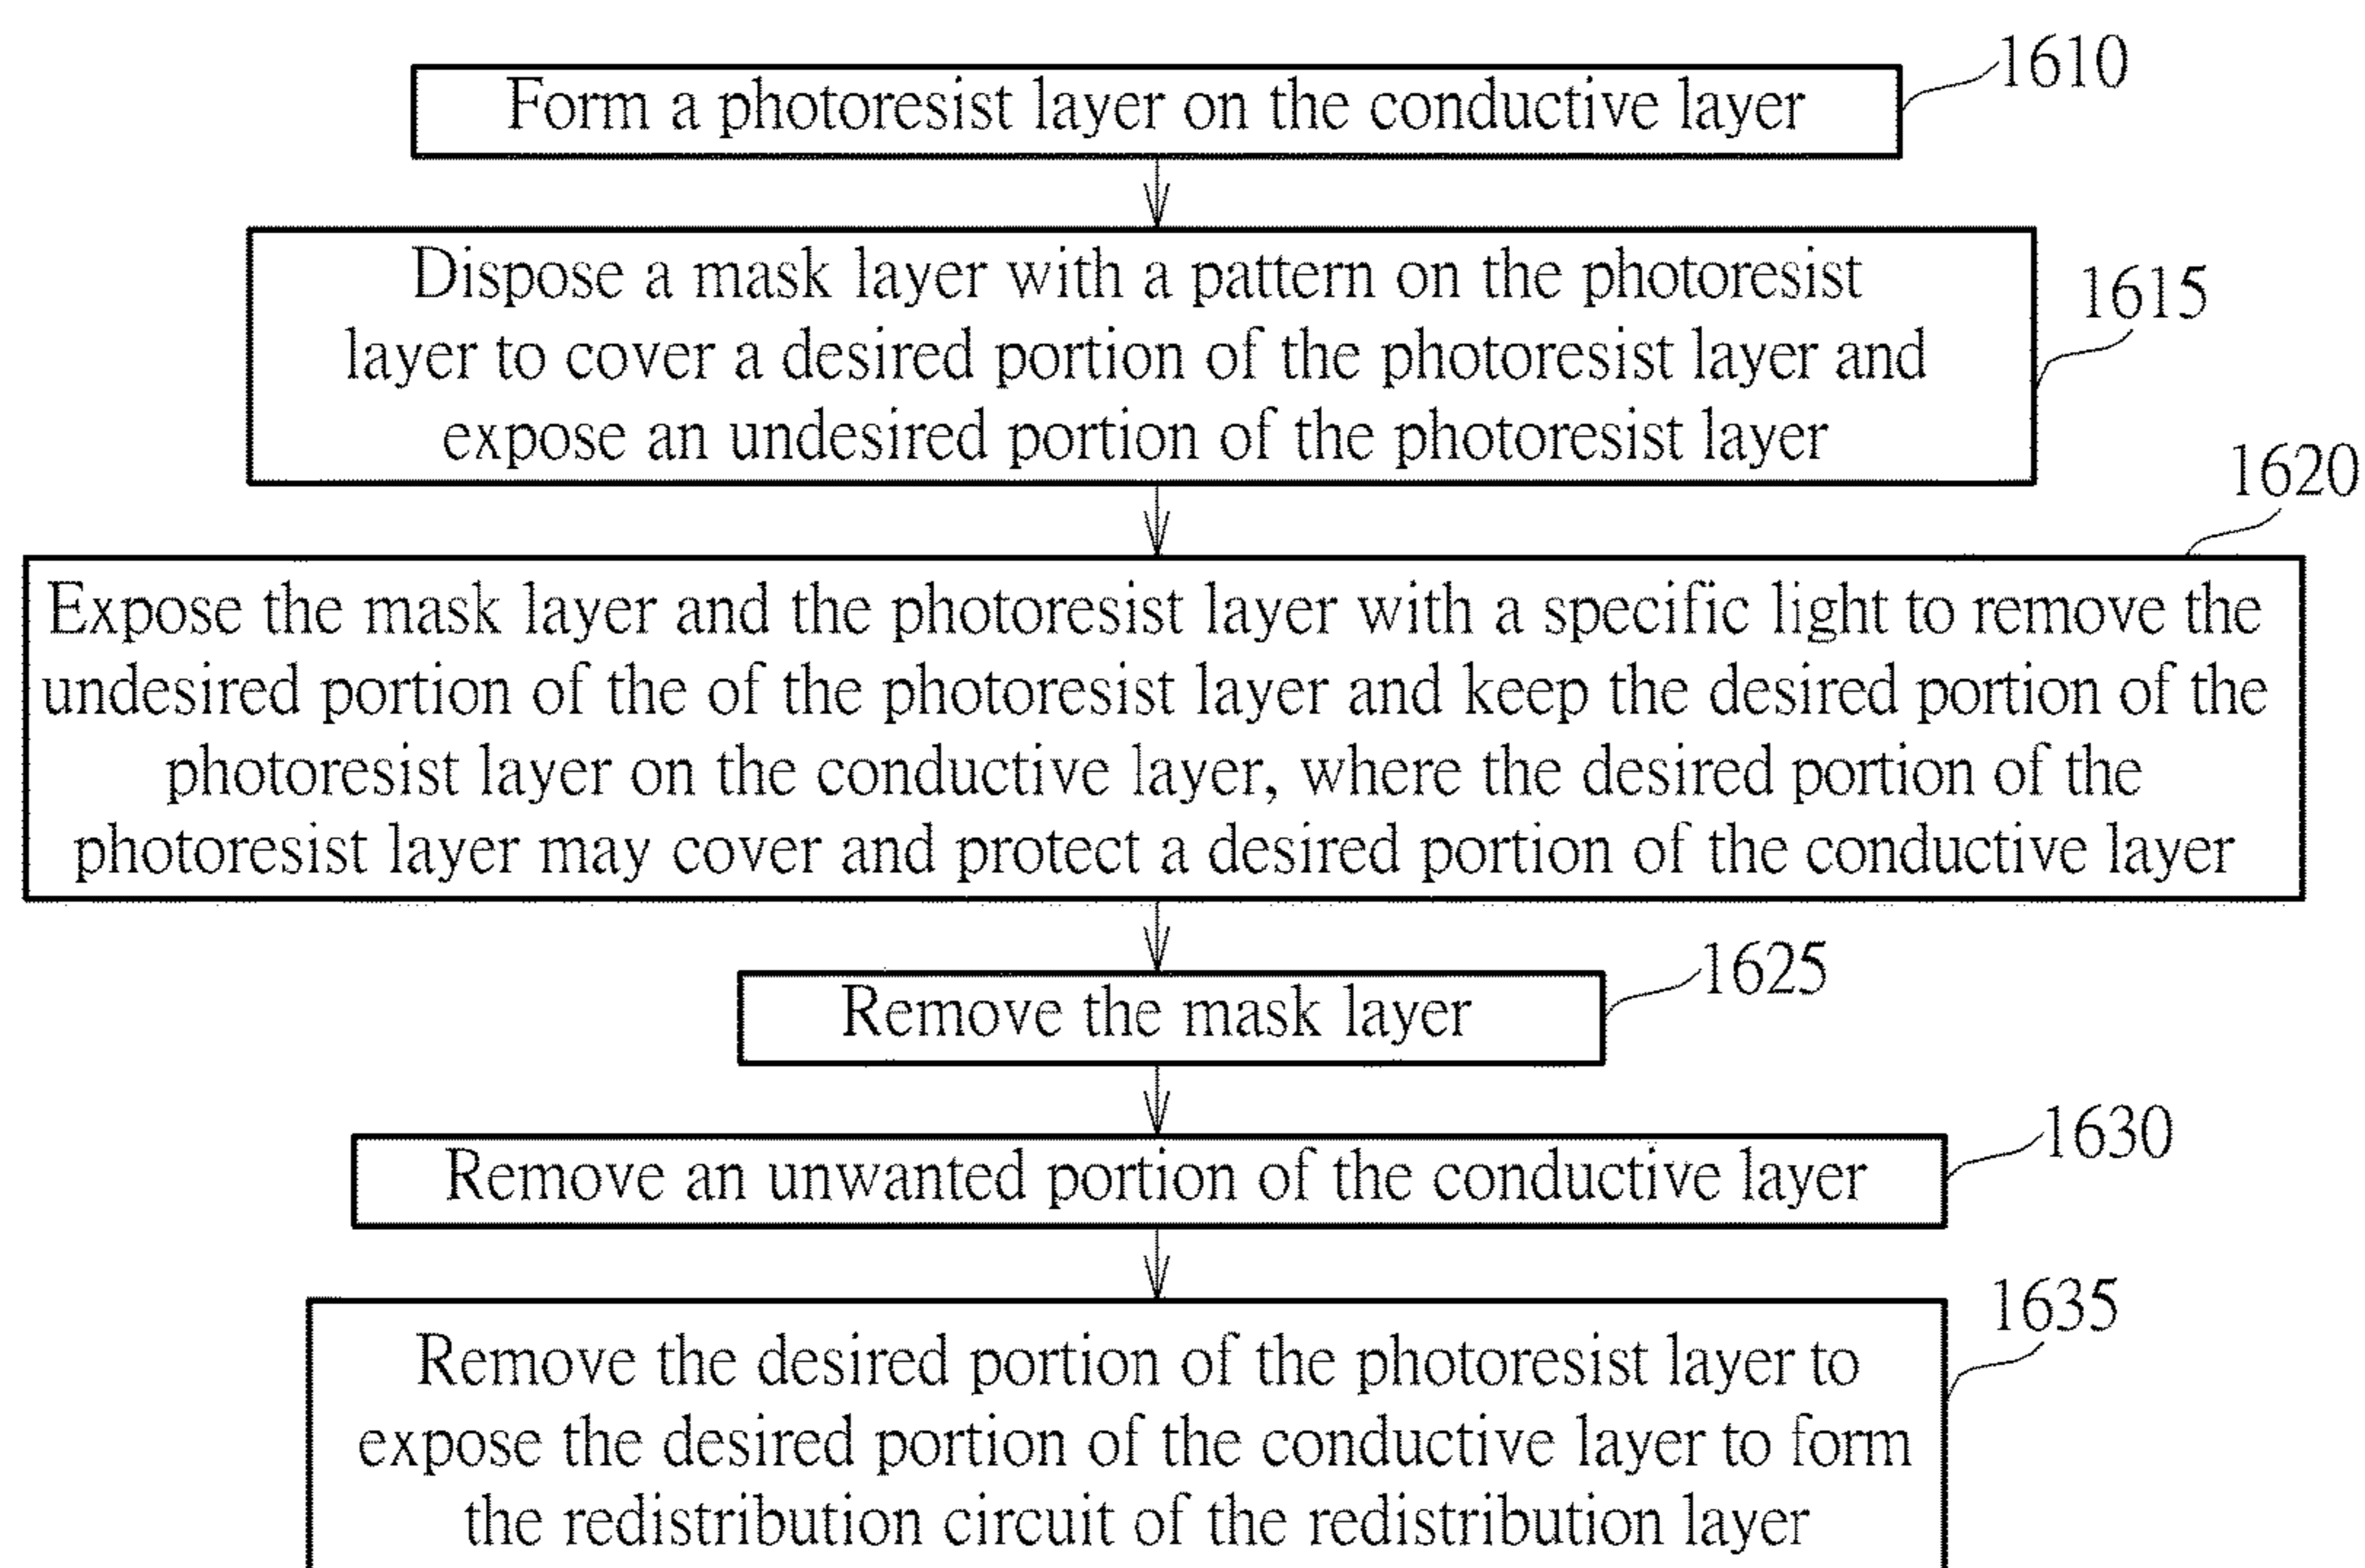 1610
Form a photoresist layer on the conductive layer
1615
Dispose a mask layer with a pattern on the photoresist
layer to cover a desired portion of the photoresist layer and
expose an undesired portion of the photoresist layer
1620
Expose the mask layer and the photoresist layer with a specific light to remove the
undesired portion of the of the photoresist layer and keep the desired portion of the
photoresist layer on the conductive layer, where the desired portion of the
photoresist layer may cover and protect a desired portion of the conductive layer
1625
Remove the mask layer
1630
Remove an unwanted portion of the conductive layer
1635
Remove the desired portion of the photoresist layer to
expose the desired portion of the conductive layer to form
the redistribution circuit of the redistribution layer